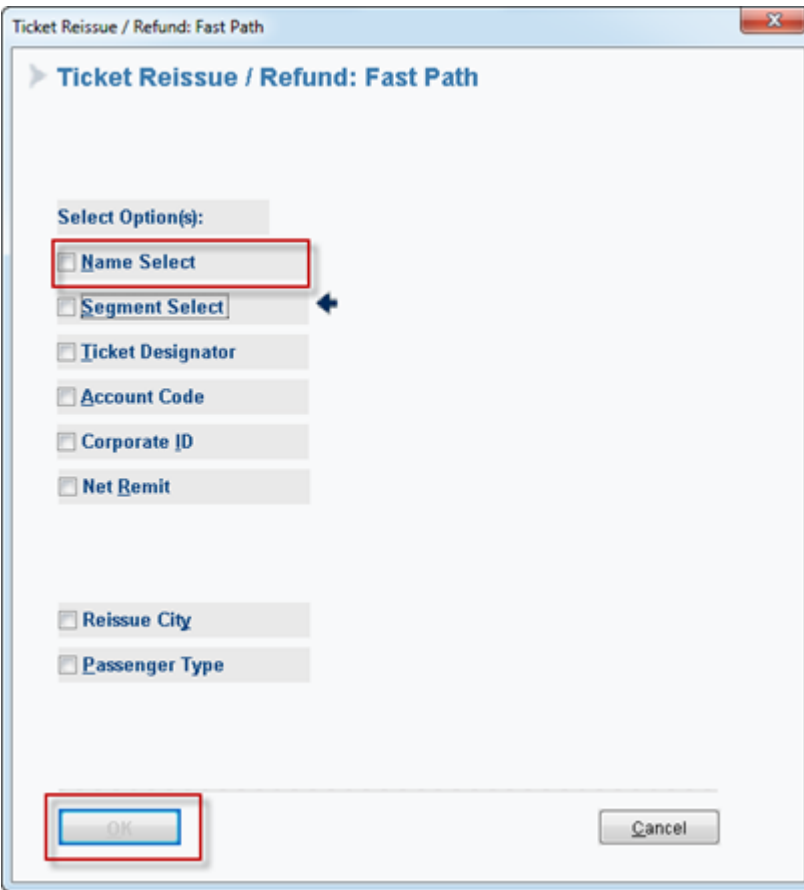 Ticket Reissue / Refund: Fast Path
Ticket Reissue / Refund: Fast Path
Select Option(s):
Name Select
Segment Select
Ticket Designator
Account Code
Corporate ID
Net Remit
Reissue City
Passenger Type
OK
Cancel